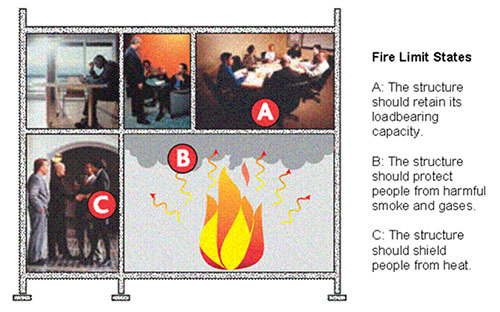 Fire Limit States
A: The structure
should retain its
loadbearing
capacity.
B: The structure
should protect
people from harmful
smoke and gases.
C: The structure
should shield
people from heat.
A
B
C